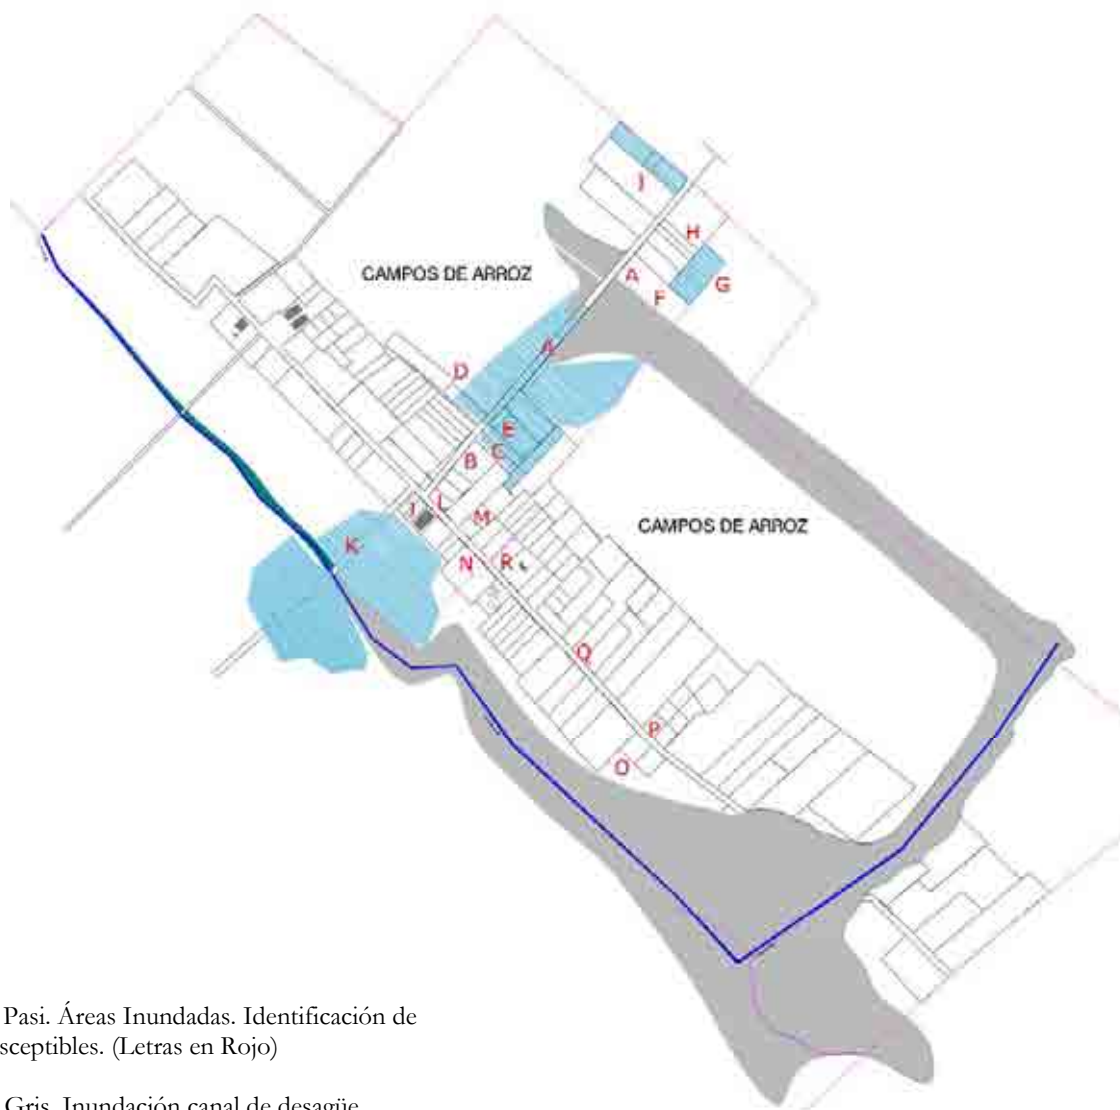 J
H
A
G
F
CAMPOS DE ARROZ
A
D
E
C
B
J L
M
CAMPOS DE ARROZ
K
N R
Q
P
O
Pasi. Áreas Inundadas. Identificación de
sceptibles. (Letras en Rojo)
Gris. Inundación canal de desagüe